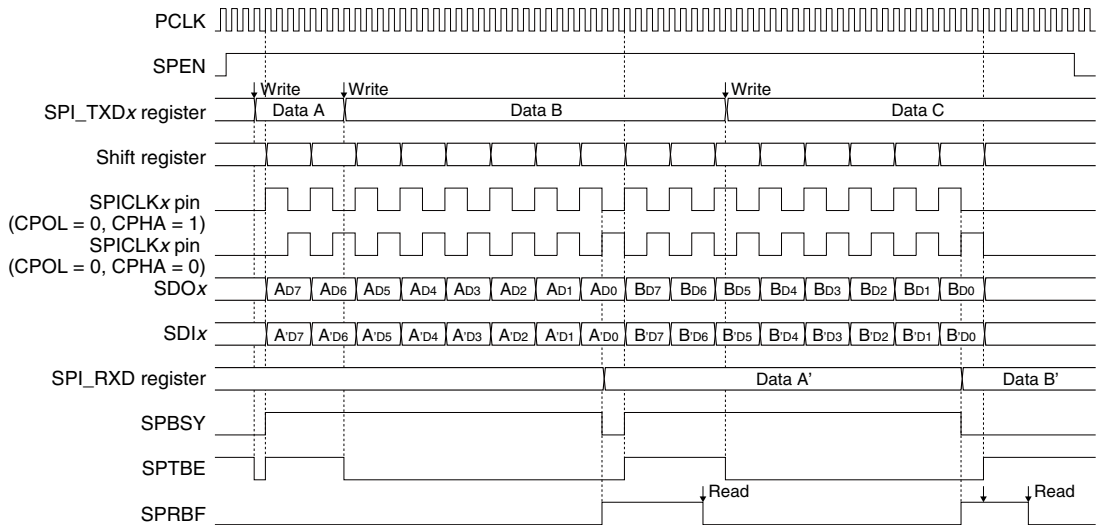 PCLK
SPEN
Write Write Write
SPI_TXDx register Data A Data B Data C
Shift register
SPICLKx pin
(CPOL = 0, CPHA = 1)
SPICLKx pin
(CPOL = 0, CPHA = 0)
SDOx AD7 AD6 AD5 AD4 AD3 AD2 AD1 AD0 BD7 BD6 BD5 BD4 BD3 BD2 BD1 BD0
SDIx A'D7 A'D6 A'D5 A'D4 A'D3 A'D2 A'D1 A'D0 B'D7 B'D6 B'D5 B'D4 B'D3 B'D2 B'D1 B'D0
SPI_RXD register Data A' Data B'
SPBSY
SPTBE
Read Read
SPRBF